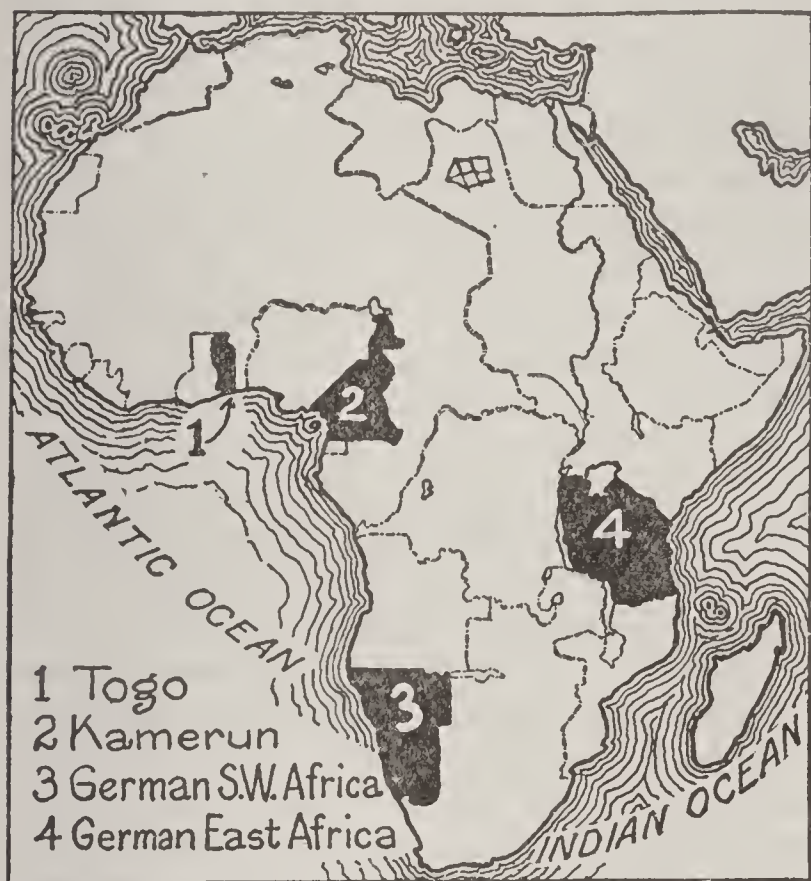 2
1
4
3
ATLANTIC OCEAN
INDIAN OCEAN
1 Togo
2 Kamerun
3 German S.W. Africa
4 German East Africa